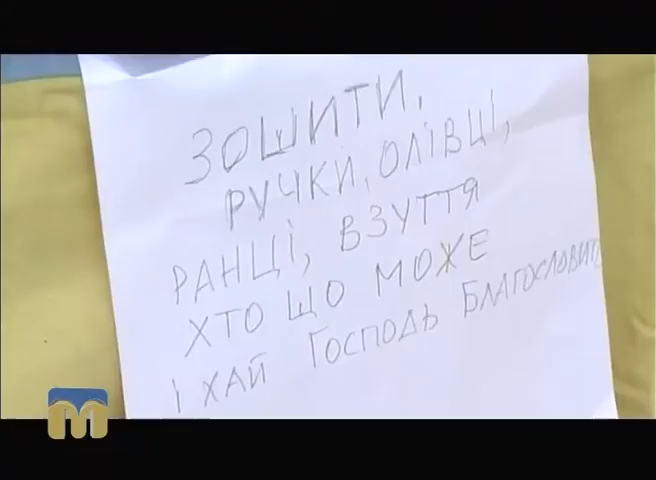 ЗОШИТИ,
РУЧКИ, ОЛІВЦІ,
РАНЦІ, ВЗУТТЯ
ХТО ЩО МОЖЕ
І ХАЙ ГОСПОДЬ БЛАГОСЛОВИТЬ